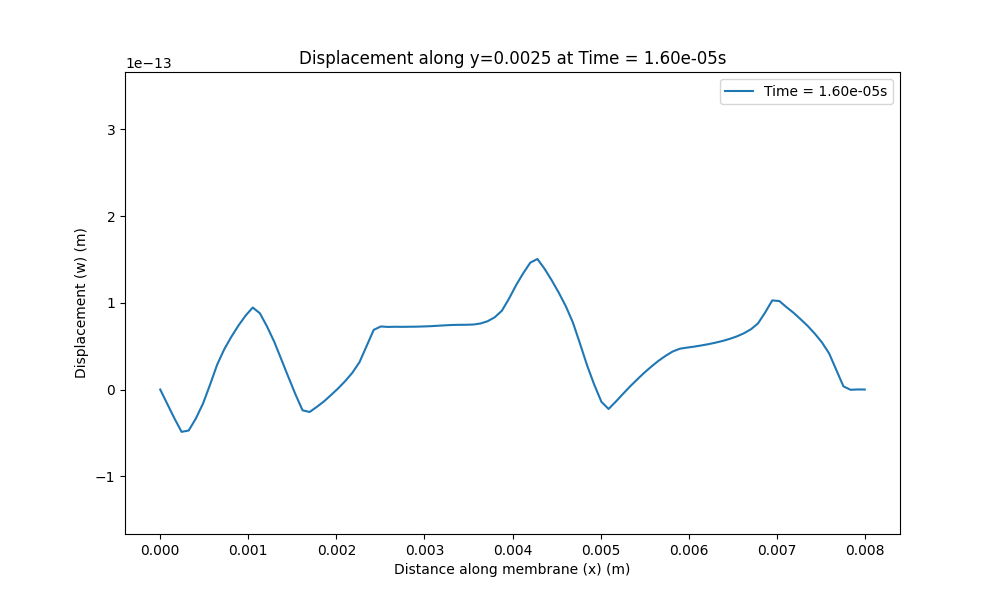 Displacement along y=0.0025 at Time = 1.60e-05s
1e−13
Time = 1.60e-05s
3
2
1
0
−1
Displacement (w) (m)
0.000 0.001 0.002 0.003 0.004 0.005 0.006 0.007 0.008
Distance along membrane (x) (m)